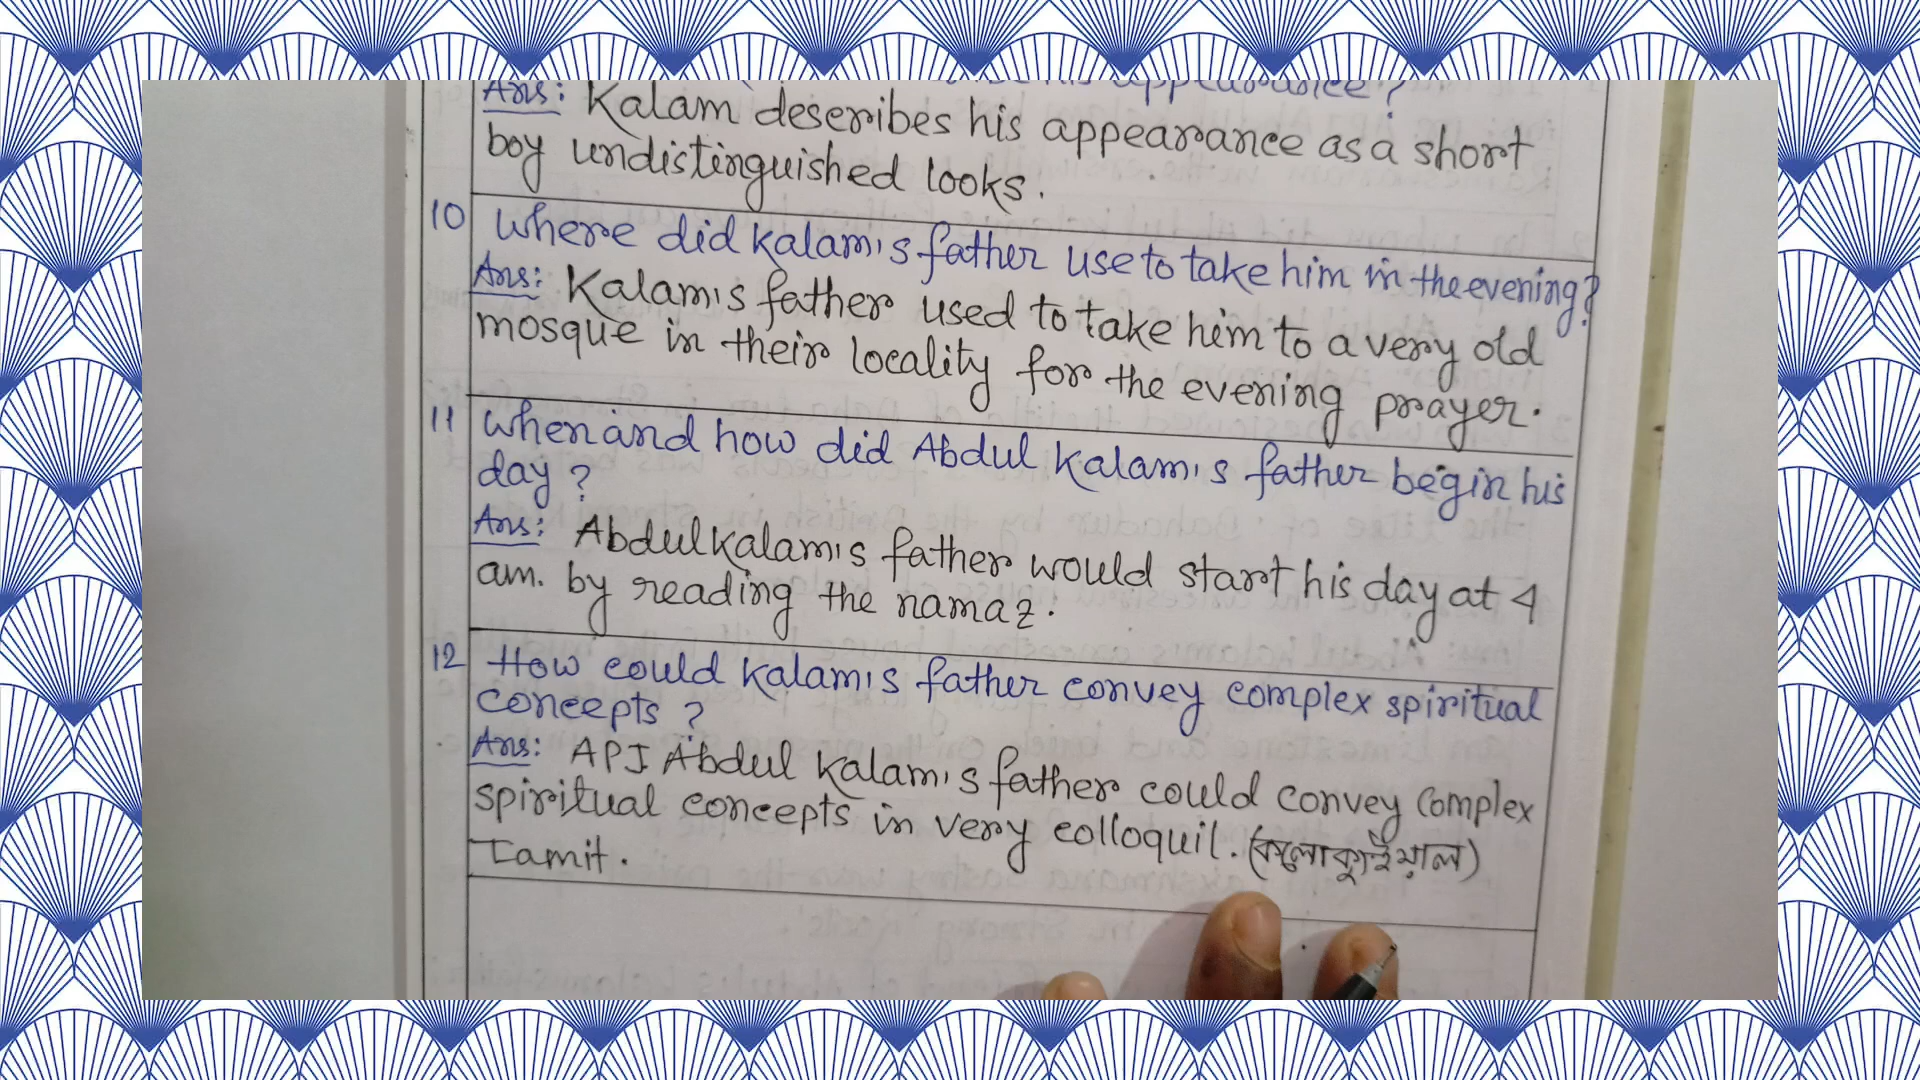 appearance?
Ans: Kalam describes his appearance as a short
boy undistinguished looks.
10 Where did Kalam's father use to take him in the evening?
Ans: Kalam's father used to take him to a very old
mosque in their locality for the evening prayer.
11 When and how did Abdul Kalam's father begin his
day?
Ans: Abdul Kalam's father would start his day at 4
am. by reading the namaz.
12 How could Kalam's father convey complex spiritual
concepts?
Ans: APJ Abdul Kalam's father could convey Complex
spiritual concepts in very colloquil. (কলোকুইয়াল)
Tamit.